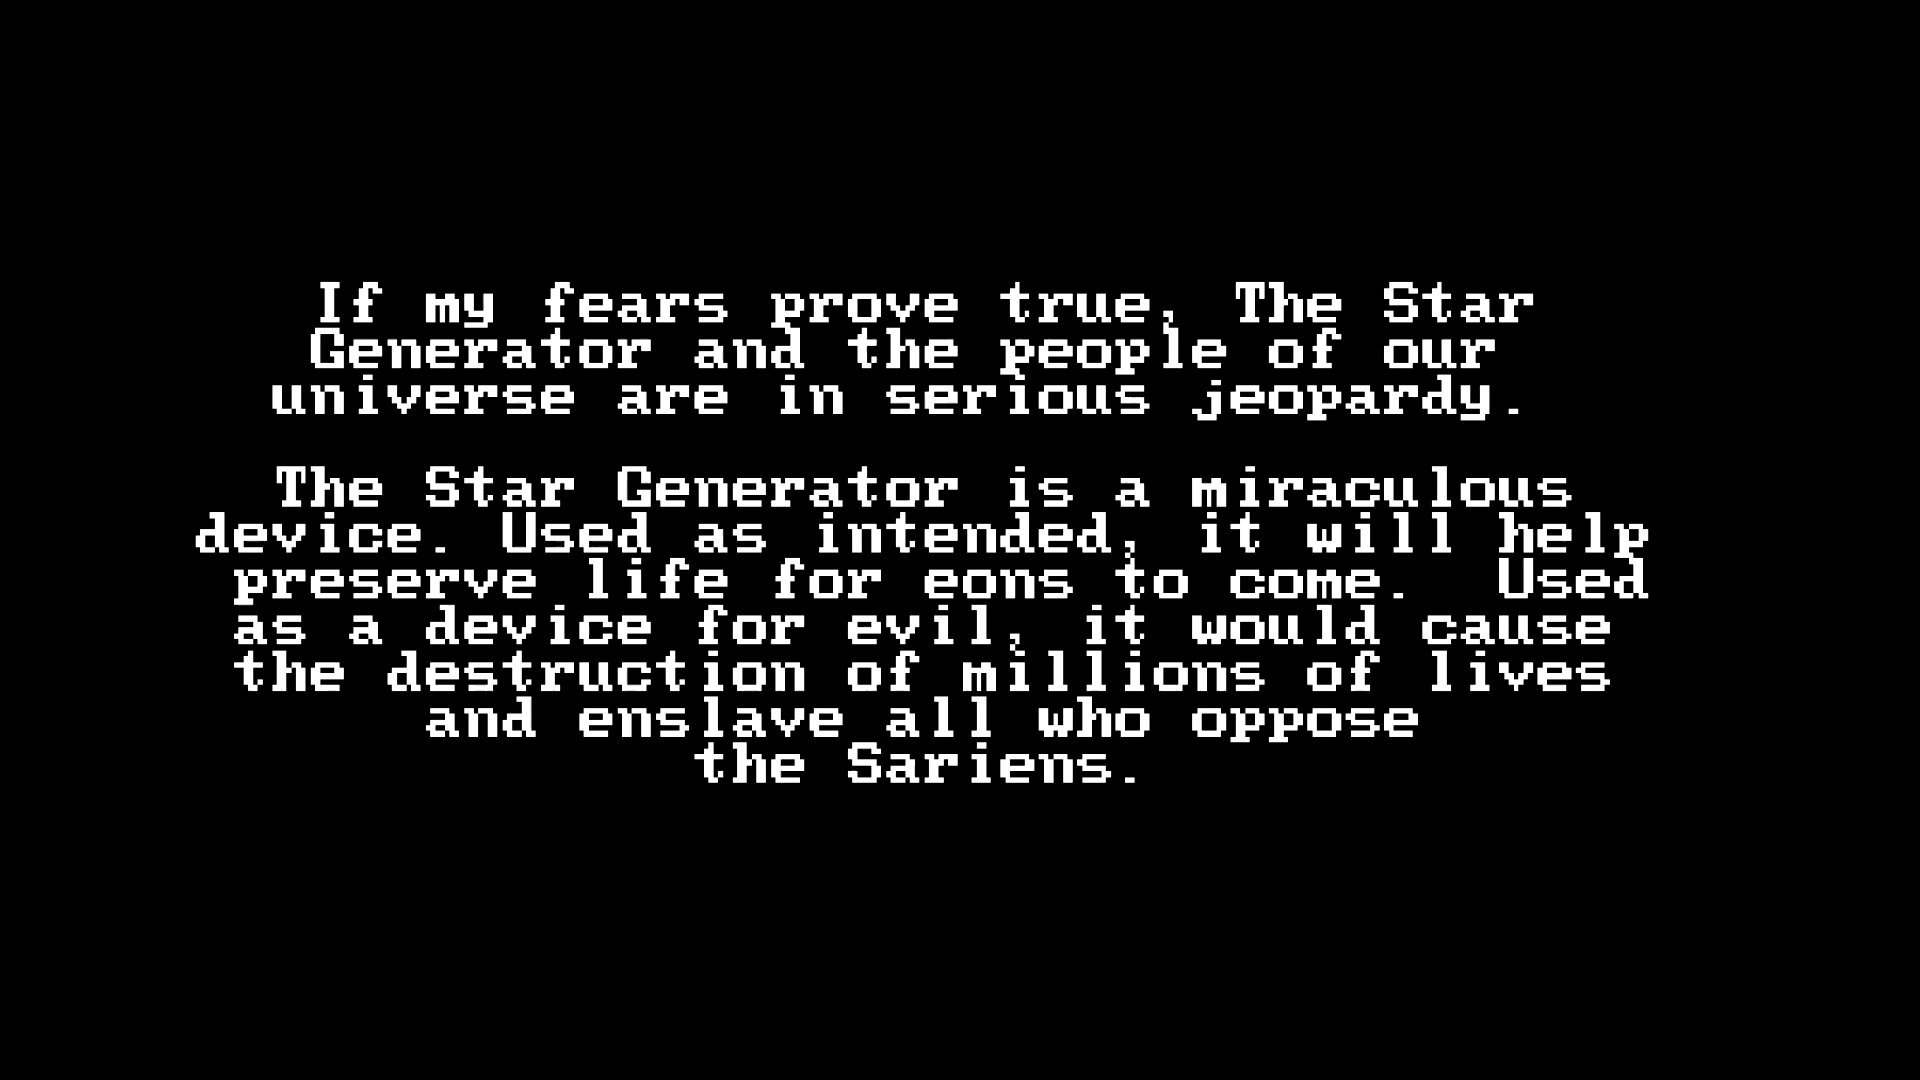 If my fears prove true, The Star
Generator and the people of our
universe are in serious jeopardy.
The Star Generator is a miraculous
device. Used as intended, it will help
preserve life for eons to come.  Used
as a device for evil, it would cause
the destruction of millions of lives
and enslave all who oppose
the Sariens.